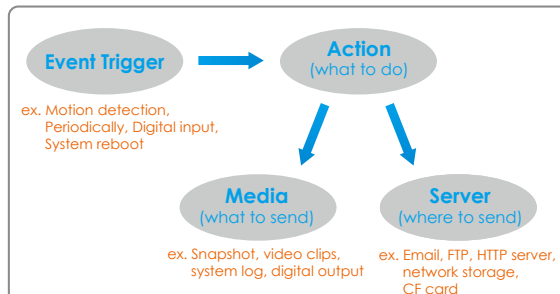 Event Trigger
Action
(what to do)
ex. Motion detection,
Periodically, Digital input,
System reboot
Media
(what to send)
Server
(where to send)
ex. Snapshot, video clips,
system log, digital output
ex. Email, FTP, HTTP server,
network storage,
CF card